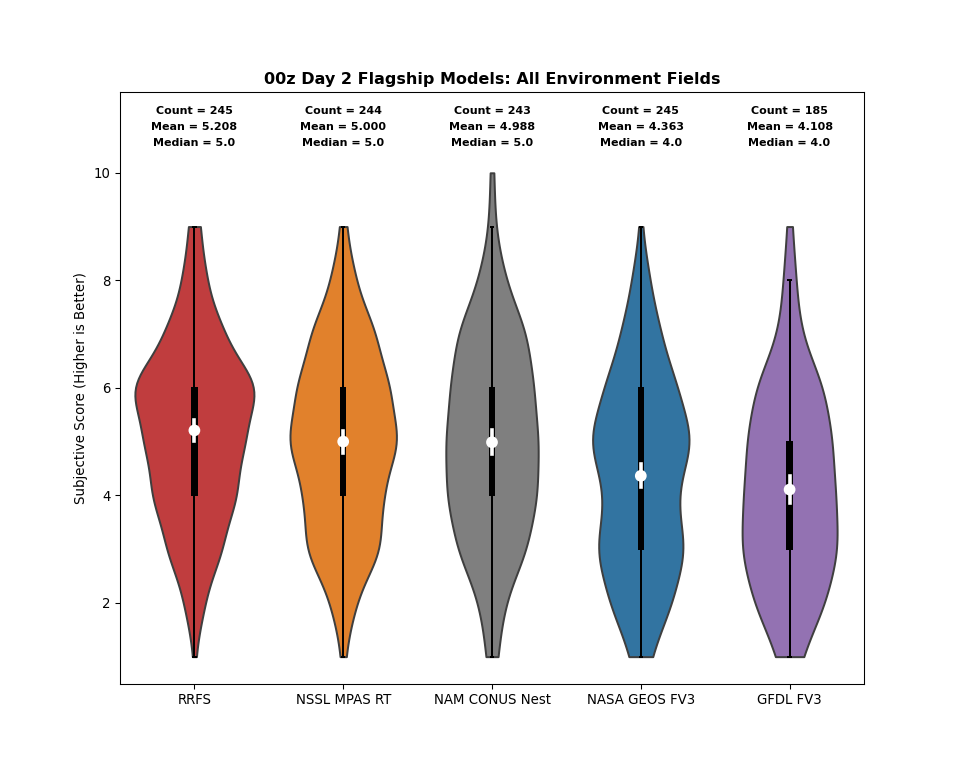 00z Day 2 Flagship Models: All Environment Fields
Count = 245
Mean = 5.208
Median = 5.0
Count = 244
Mean = 5.000
Median = 5.0
Count = 243
Mean = 4.988
Median = 5.0
Count = 245
Mean = 4.363
Median = 4.0
Count = 185
Mean = 4.108
Median = 4.0
Subjective Score (Higher is Better)
10
8
6
4
2
RRFS
NSSL MPAS RT
NAM CONUS Nest
NASA GEOS FV3
GFDL FV3